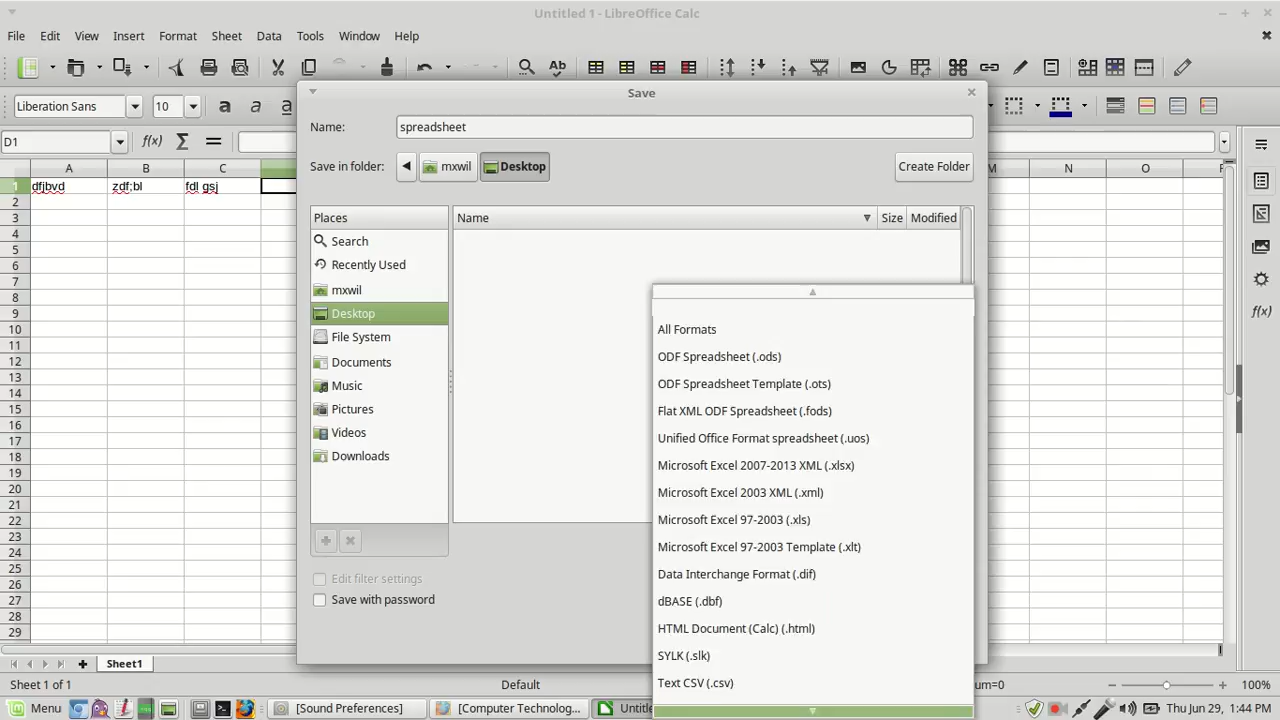 Untitled 1 - LibreOffice Calc
File Edit View Insert Format Sheet Data Tools Window Help
Liberation Sans 10
D1
Save
Name: spreadsheet
Save in folder: mxwil Desktop Create Folder
A B C M N O
Places
Name Size Modified
Search
Recently Used
mxwil
Desktop
File System
Documents
Music
Pictures
Videos
Downloads
Edit filter settings
Save with password
All Formats
ODF Spreadsheet (.ods)
ODF Spreadsheet Template (.ots)
Flat XML ODF Spreadsheet (.fods)
Unified Office Format spreadsheet (.uos)
Microsoft Excel 2007-2013 XML (.xlsx)
Microsoft Excel 2003 XML (.xml)
Microsoft Excel 97-2003 (.xls)
Microsoft Excel 97-2003 Template (.xlt)
Data Interchange Format (.dif)
dBASE (.dbf)
HTML Document (Calc) (.html)
SYLK (.slk)
Text CSV (.csv)
1 dfjbvd zdf;bl fdl gsj
2
3
4
5
6
7
8
9
10
11
12
13
14
15
16
17
18
19
20
21
22
23
24
25
26
27
28
29
Sheet1
Sheet 1 of 1 Default um=0 100%
Menu [Sound Preferences] [Computer Technolog... Untitle Thu Jun 29, 1:44 PM